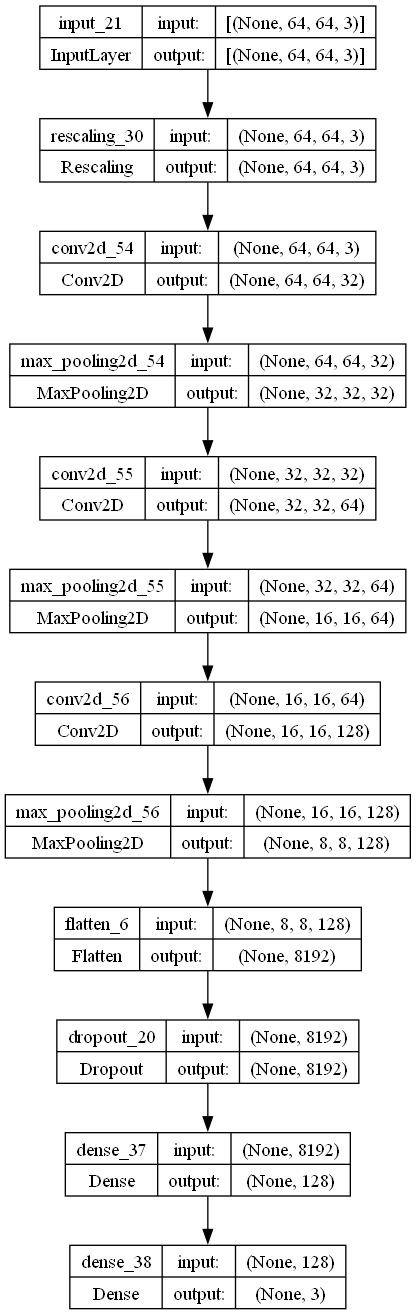 input_21 input: [(None, 64, 64, 3)]
InputLayer output: [(None, 64, 64, 3)]
rescaling_30 input: (None, 64, 64, 3)
Rescaling output: (None, 64, 64, 3)
conv2d_54 input: (None, 64, 64, 3)
Conv2D output: (None, 64, 64, 32)
max_pooling2d_54 input: (None, 64, 64, 32)
MaxPooling2D output: (None, 32, 32, 32)
conv2d_55 input: (None, 32, 32, 32)
Conv2D output: (None, 32, 32, 64)
max_pooling2d_55 input: (None, 32, 32, 64)
MaxPooling2D output: (None, 16, 16, 64)
conv2d_56 input: (None, 16, 16, 64)
Conv2D output: (None, 16, 16, 128)
max_pooling2d_56 input: (None, 16, 16, 128)
MaxPooling2D output: (None, 8, 8, 128)
flatten_6 input: (None, 8, 8, 128)
Flatten output: (None, 8192)
dropout_20 input: (None, 8192)
Dropout output: (None, 8192)
dense_37 input: (None, 8192)
Dense output: (None, 128)
dense_38 input: (None, 128)
Dense output: (None, 3)